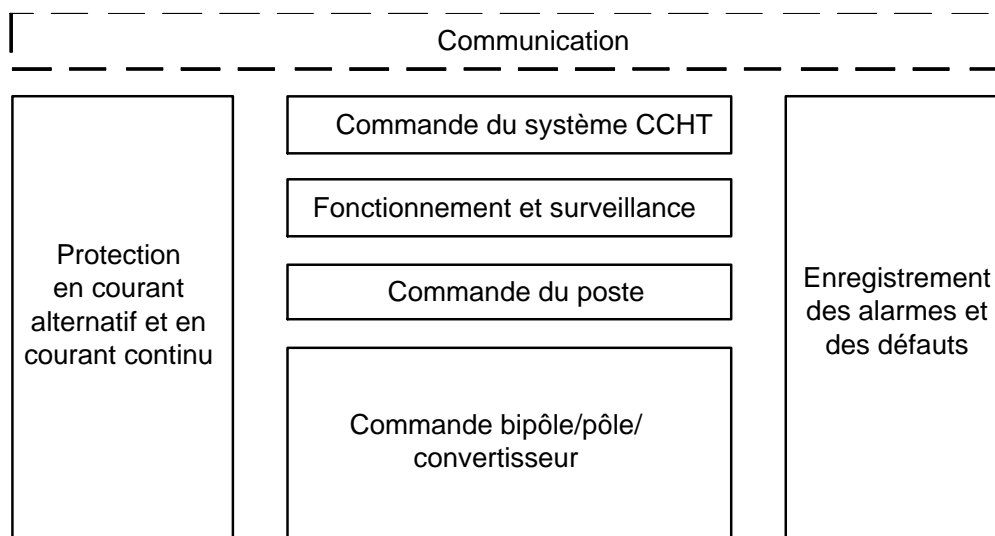 Communication
Protection
en courant
alternatif et en
courant continu
Commande du système CCHT
Fonctionnement et surveillance
Commande du poste
Commande bipôle/pôle/
convertisseur
Enregistrement
des alarmes et
des défauts